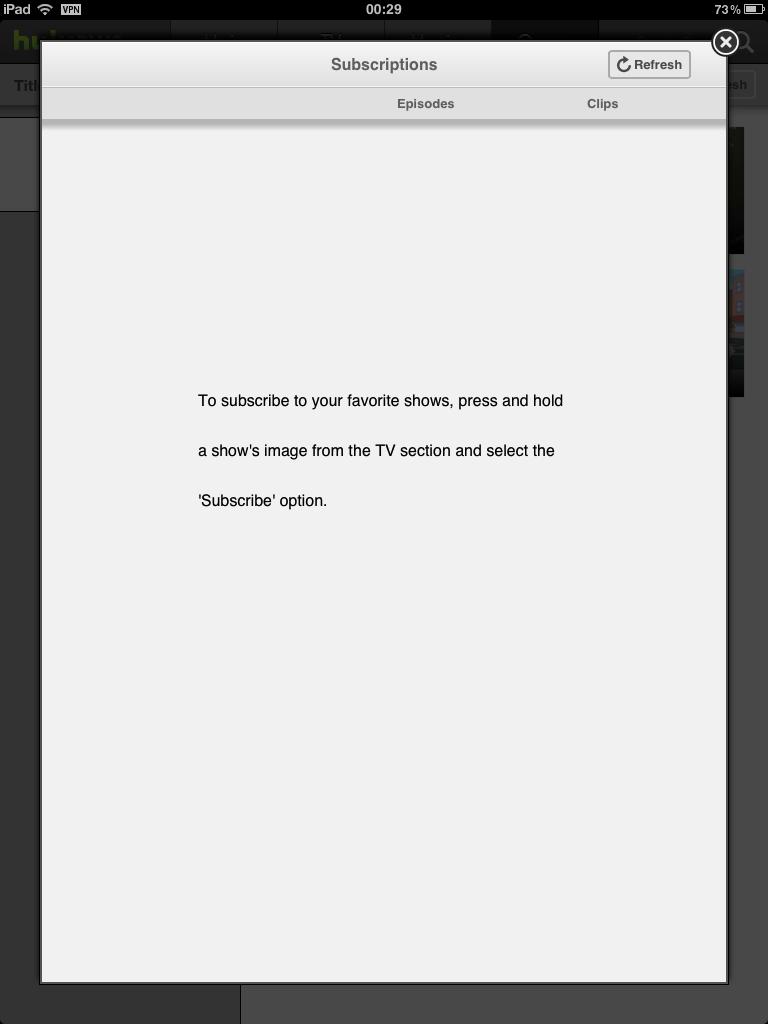 iPad VPN 00:29 73%
Subscriptions
Refresh
Episodes Clips
To subscribe to your favorite shows, press and hold
a show's image from the TV section and select the
'Subscribe' option.